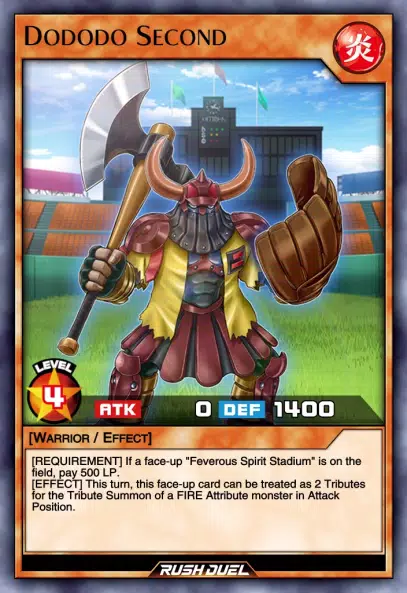 DODODO SECOND
炎
LEVEL
4
ATK 0 DEF 1400
[WARRIOR / EFFECT]
[REQUIREMENT] If a face-up "Feverous Spirit Stadium" is on the
field, pay 500 LP.
[EFFECT] This turn, this face-up card can be treated as 2 Tributes
for the Tribute Summon of a FIRE Attribute monster in Attack
Position.
RUSH DUEL